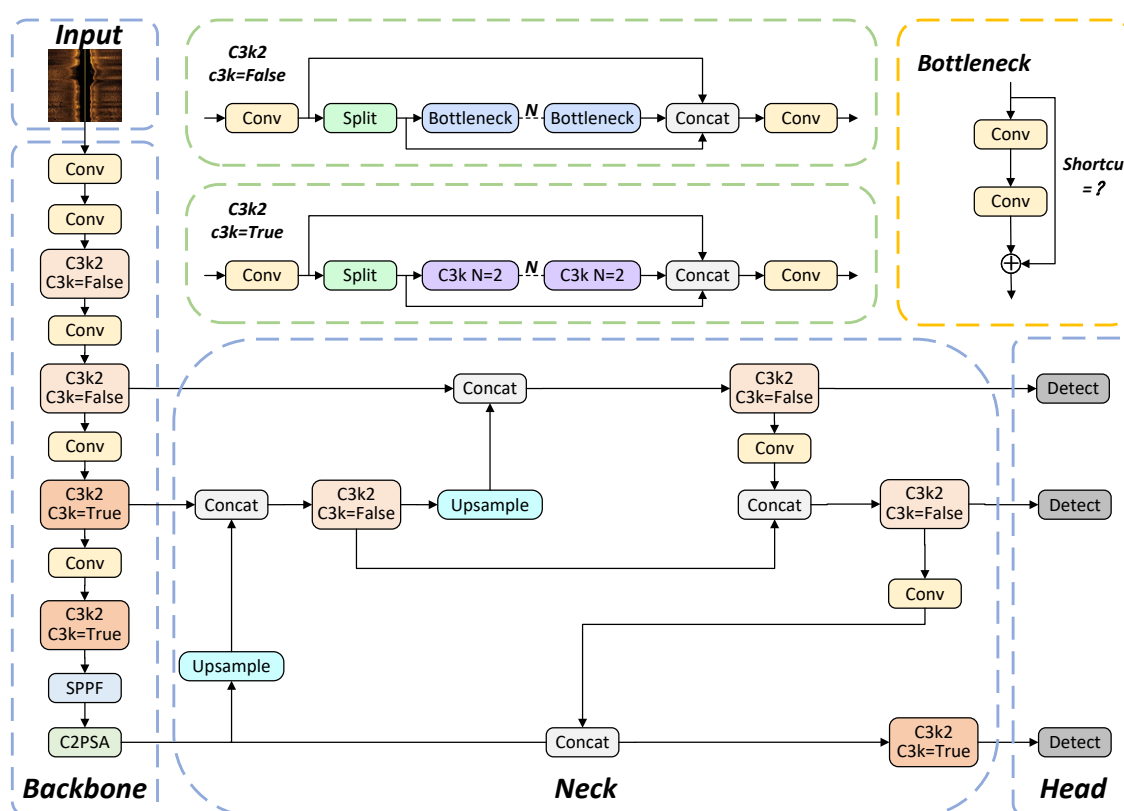 Input
Conv
Conv
C3k2
C3k=False
Conv
C3k2
C3k=False
Conv
C3k2
C3k=True
Conv
C3k2
C3k=True
SPPF
C2PSA
Backbone
C3k2
c3k=False
Conv
Split
Bottleneck
N
Bottleneck
Concat
Conv
C3k2
c3k=True
Conv
Split
C3k N=2
N
C3k N=2
Concat
Conv
Bottleneck
Conv
Conv
Shortcu
=?
Concat
C3k2
C3k=False
Conv
Concat
C3k2
C3k=False
Upsample
Concat
C3k2
C3k=False
Conv
Upsample
Concat
C3k2
C3k=True
Neck
Detect
Detect
Detect
Head